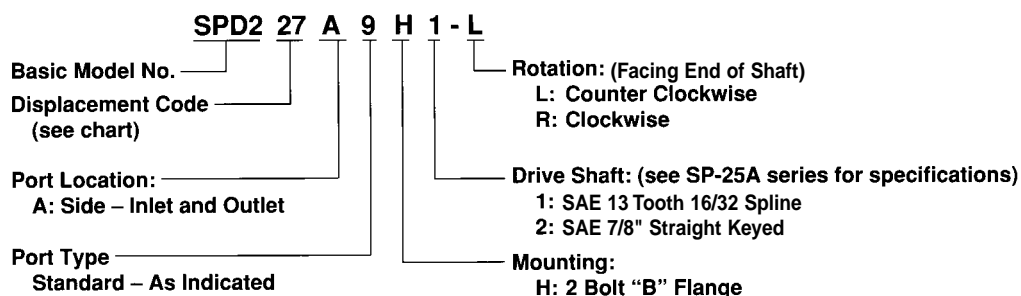 SPD2 27 A 9 H 1 - L
Basic Model No.
Displacement Code
(see chart)
Port Location:
A: Side – Inlet and Outlet
Port Type
Standard – As Indicated
Rotation: (Facing End of Shaft)
L: Counter Clockwise
R: Clockwise
Drive Shaft: (see SP-25A series for specifications)
1: SAE 13 Tooth 16/32 Spline
2: SAE 7/8" Straight Keyed
Mounting:
H: 2 Bolt “B” Flange